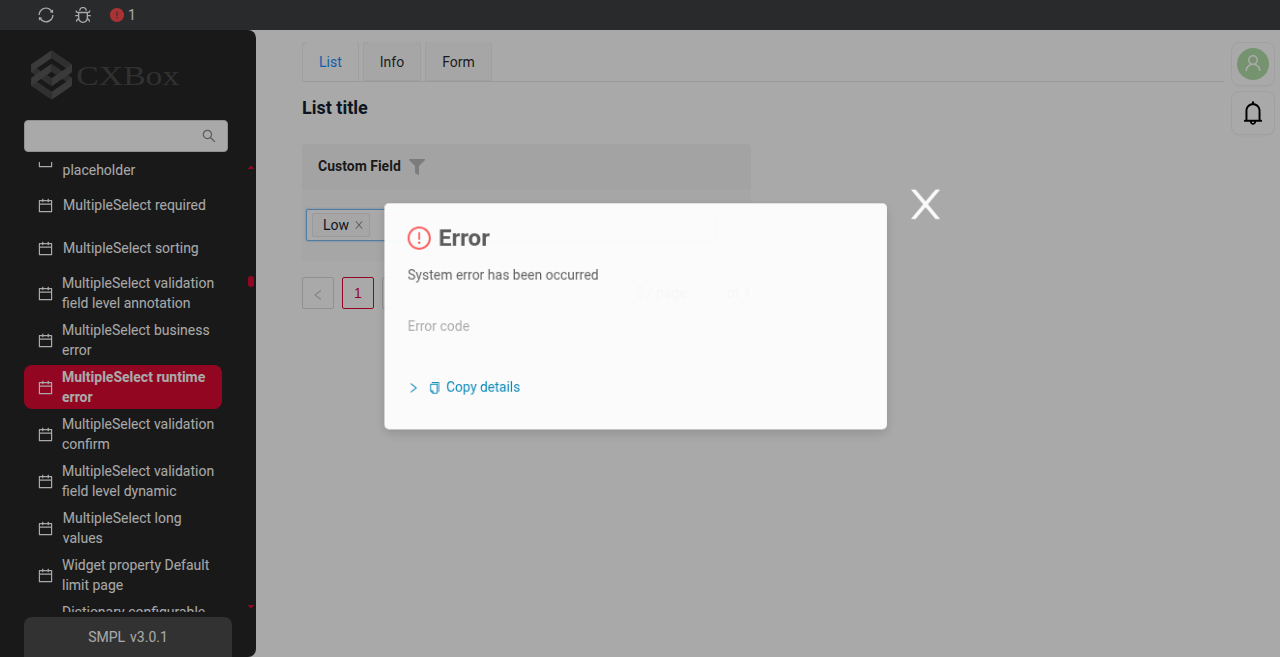 1
CXBox
List
Info
Form
List title
Custom Field
Low
1
placeholder
MultipleSelect required
MultipleSelect sorting
MultipleSelect validation
field level annotation
MultipleSelect business
error
MultipleSelect runtime
error
MultipleSelect validation
confirm
MultipleSelect validation
field level dynamic
MultipleSelect long
values
Widget property Default
limit page
Dictionary configurable
SMPL v3.0.1
Error
System error has been occurred
Error code
Copy details